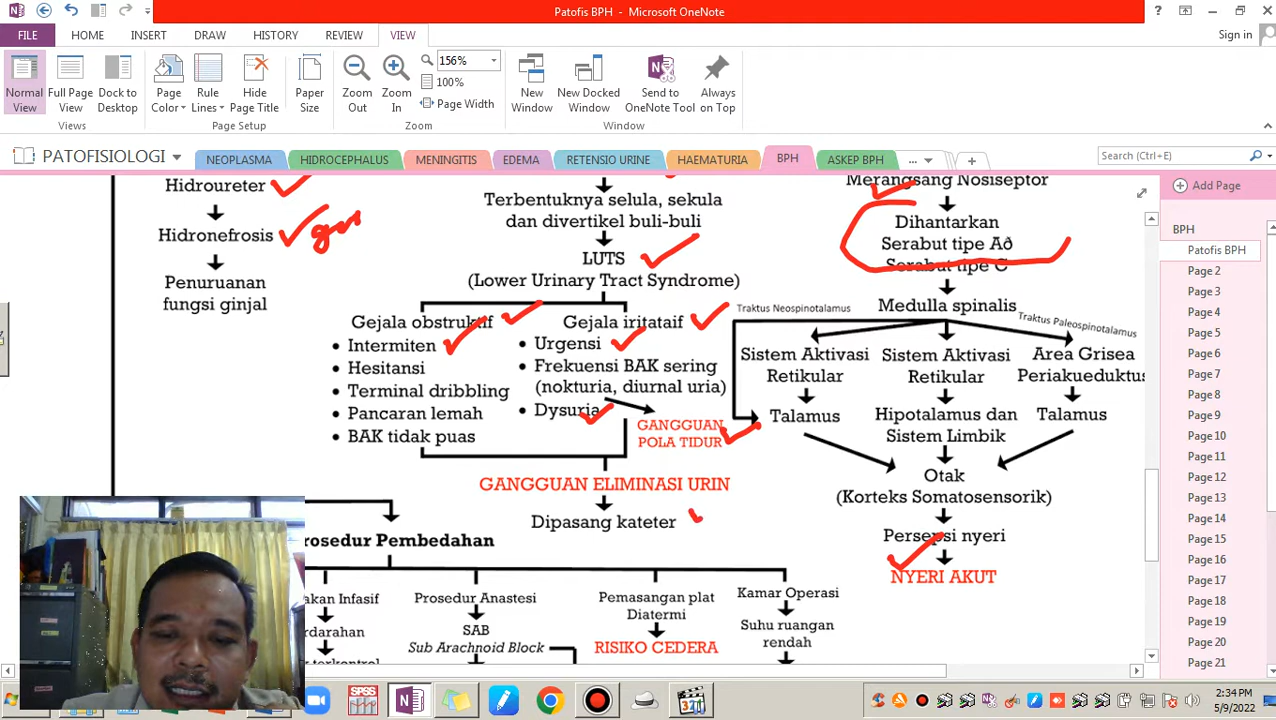 Patofis BPH - Microsoft OneNote
FILE HOME INSERT DRAW HISTORY REVIEW VIEW
Sign in
Normal View
Full Page View
Dock to Desktop
Views
Page Color
Rule Lines
Hide Page Title
Page Setup
Paper Size
Zoom Out
Zoom In
156%
100%
Page Width
Zoom
New Window
New Docked Window
Send to OneNote Tool
Always on Top
Window
PATOFISIOLOGI
NEOPLASMA HIDROCEPHALUS MENINGITIS EDEMA RETENSIO URINE HAEMATURIA BPH ASKEP BPH ...
Search (Ctrl+E)
Add Page
BPH
Patofis BPH
Page 2
Page 3
Page 4
Page 5
Page 6
Page 7
Page 8
Page 9
Page 10
Page 11
Page 12
Page 13
Page 14
Page 15
Page 16
Page 17
Page 18
Page 19
Page 20
Page 21
Hidroureter
Hidronefrosis
Penuruanan
fungsi ginjal
Terbentuknya selula, sekula
dan divertikel buli-buli
LUTS
(Lower Urinary Tract Syndrome)
Gejala obstruktif
• Intermiten
• Hesitansi
• Terminal dribbling
• Pancaran lemah
• BAK tidak puas
Gejala iritataif
• Urgensi
• Frekuensi BAK sering
(nokturia, diurnal uria)
• Dysuria
GANGGUAN
POLA TIDUR
GANGGUAN ELIMINASI URIN
Dipasang kateter
Merangsang Nosiseptor
Dihantarkan
Serabut tipe Að
Serabut tipe C
Medulla spinalis
Traktus Neospinotalamus
Traktus Paleospinotalamus
Sistem Aktivasi
Retikular
Talamus
Sistem Aktivasi
Retikular
Hipotalamus dan
Sistem Limbik
Area Grisea
Periakueduktus
Talamus
Otak
(Korteks Somatosensorik)
Persepsi nyeri
NYERI AKUT
rosedur Pembedahan
akan Infasif
rdarahan
Prosedur Anastesi
SAB
Sub Arachnoid Block
Pemasangan plat
Diatermi
RISIKO CEDERA
Kamar Operasi
Suhu ruangan
rendah
SPSS
321
2:34 PM
5/9/2022